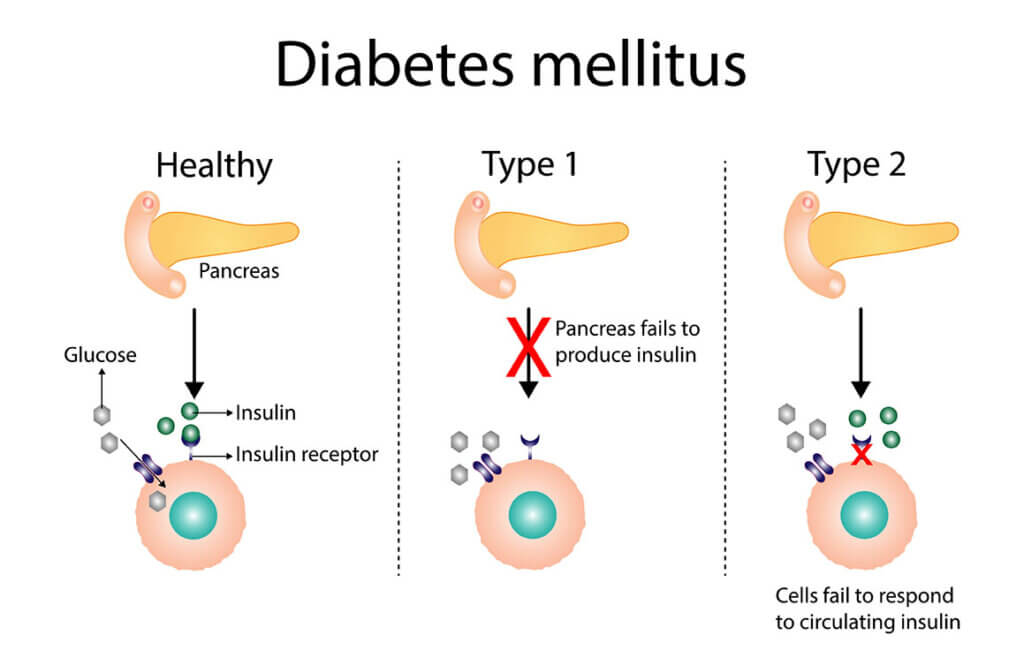 Diabetes mellitus
Healthy
Pancreas
Glucose
Insulin
Insulin receptor
Type 1
Pancreas fails to
produce insulin
Type 2
Cells fail to respond
to circulating insulin